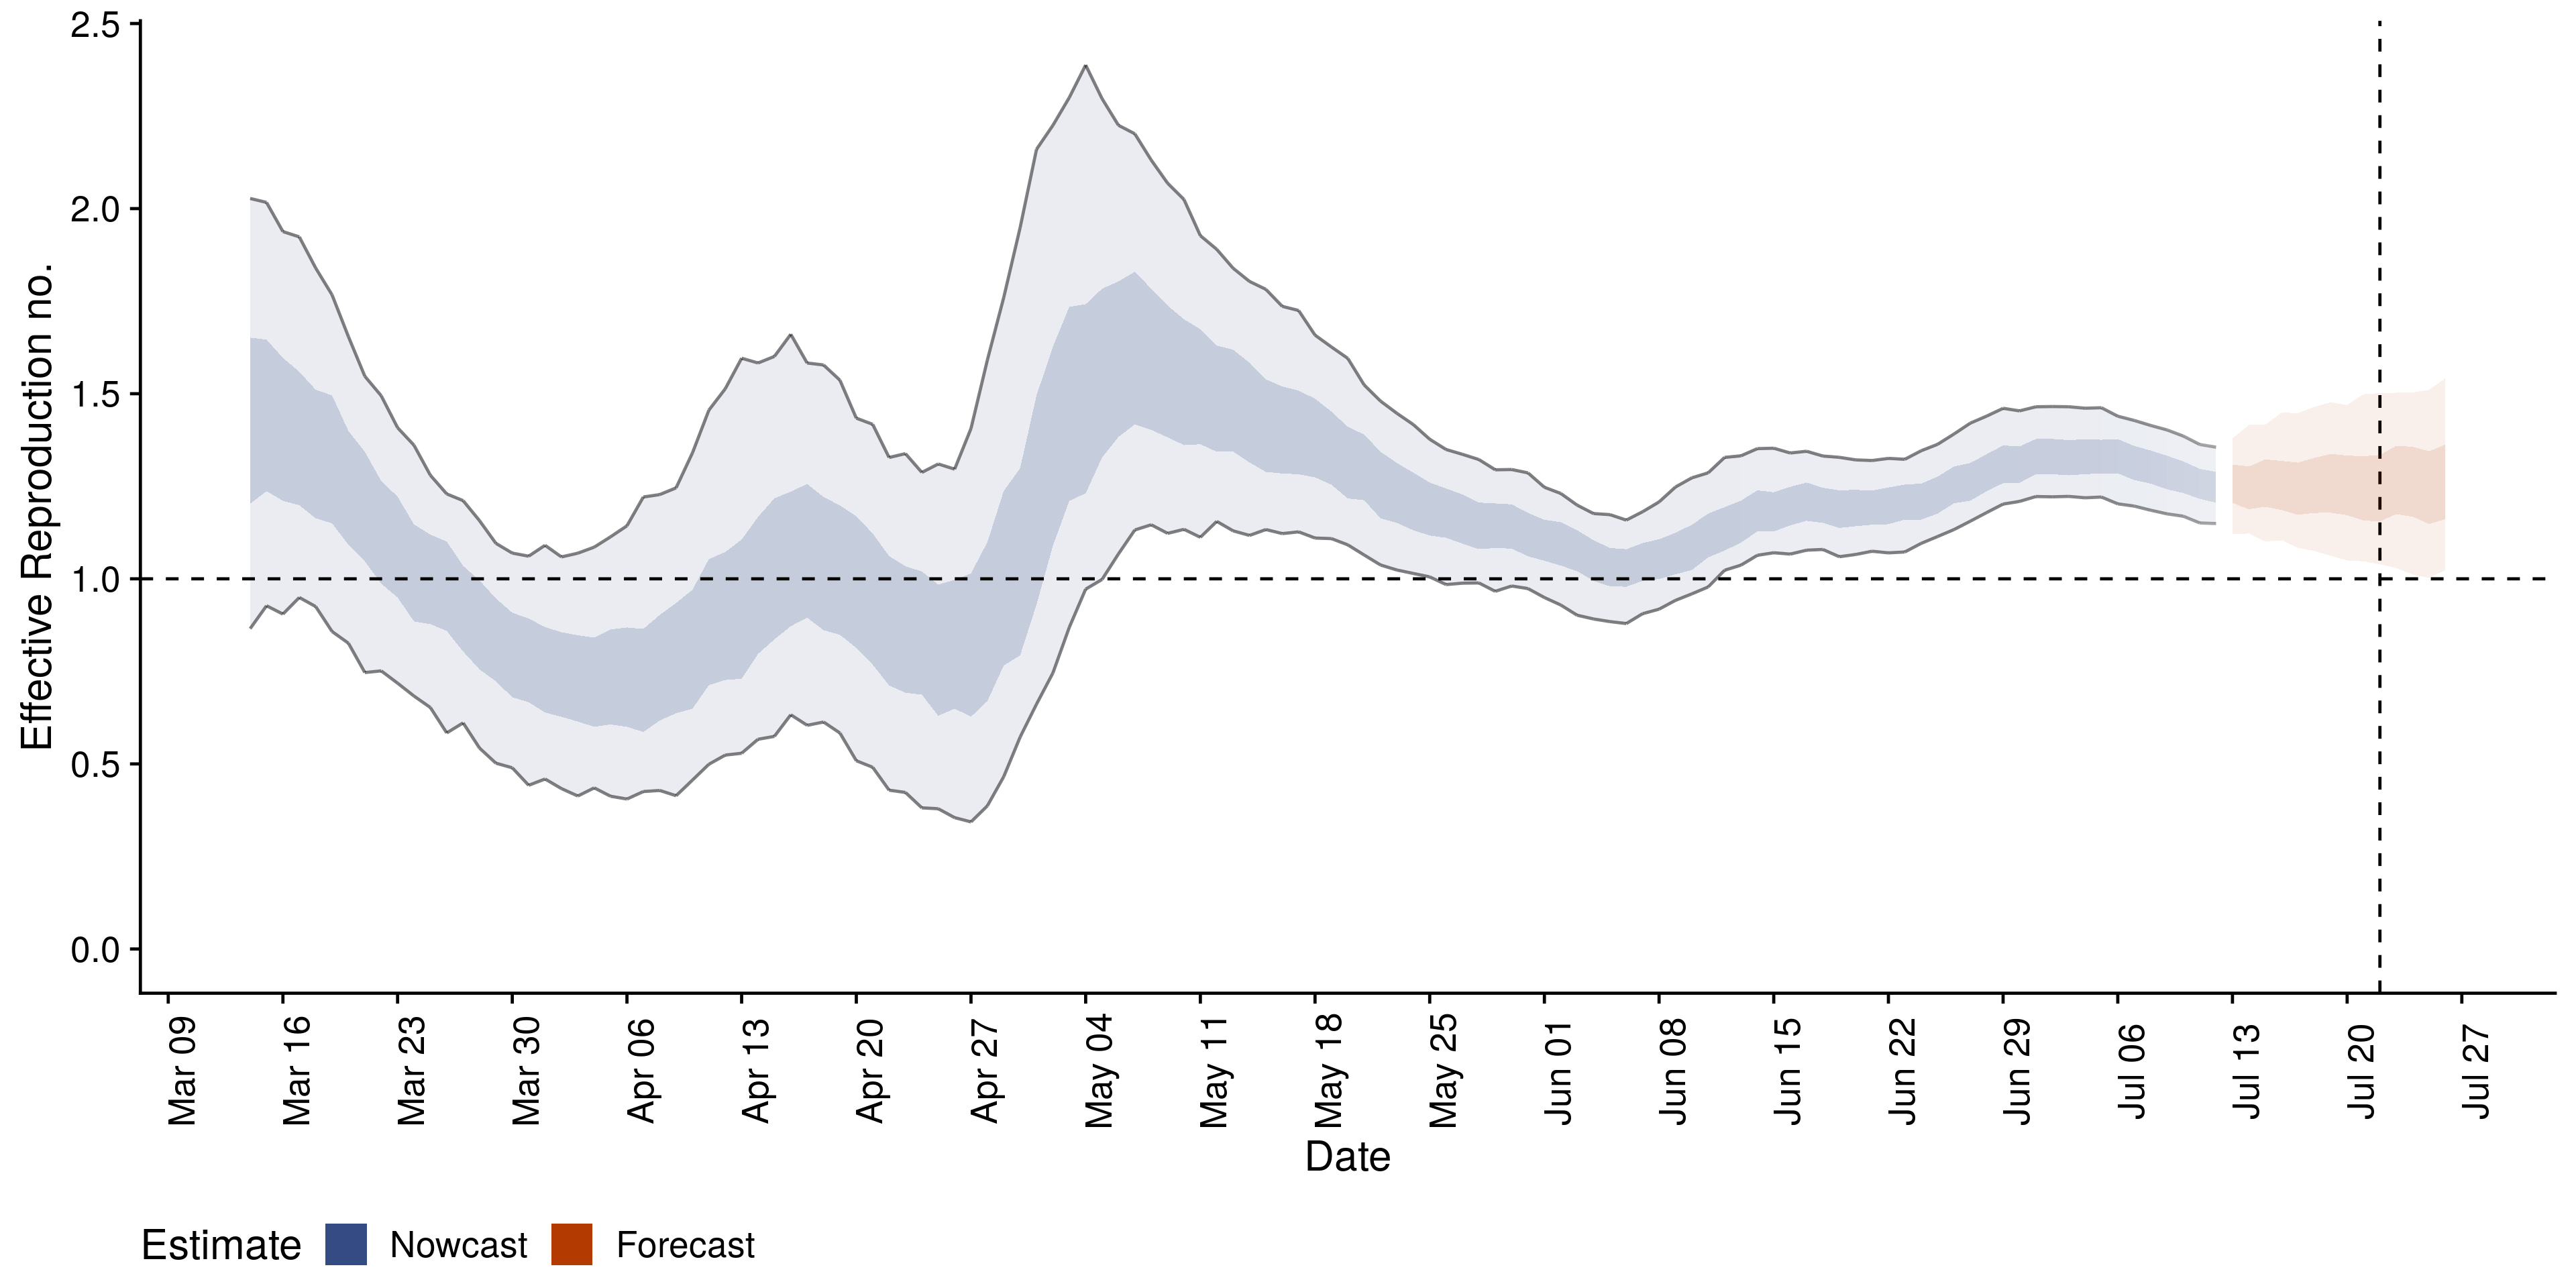 Effective Reproduction no.
2.5
2.0
1.5
1.0
0.5
0.0
Mar 09
Mar 16
Mar 23
Mar 30
Apr 06
Apr 13
Apr 20
Apr 27
May 04
May 11
May 18
May 25
Jun 01
Jun 08
Jun 15
Jun 22
Jun 29
Jul 06
Jul 13
Jul 20
Jul 27
Date
Estimate Nowcast Forecast